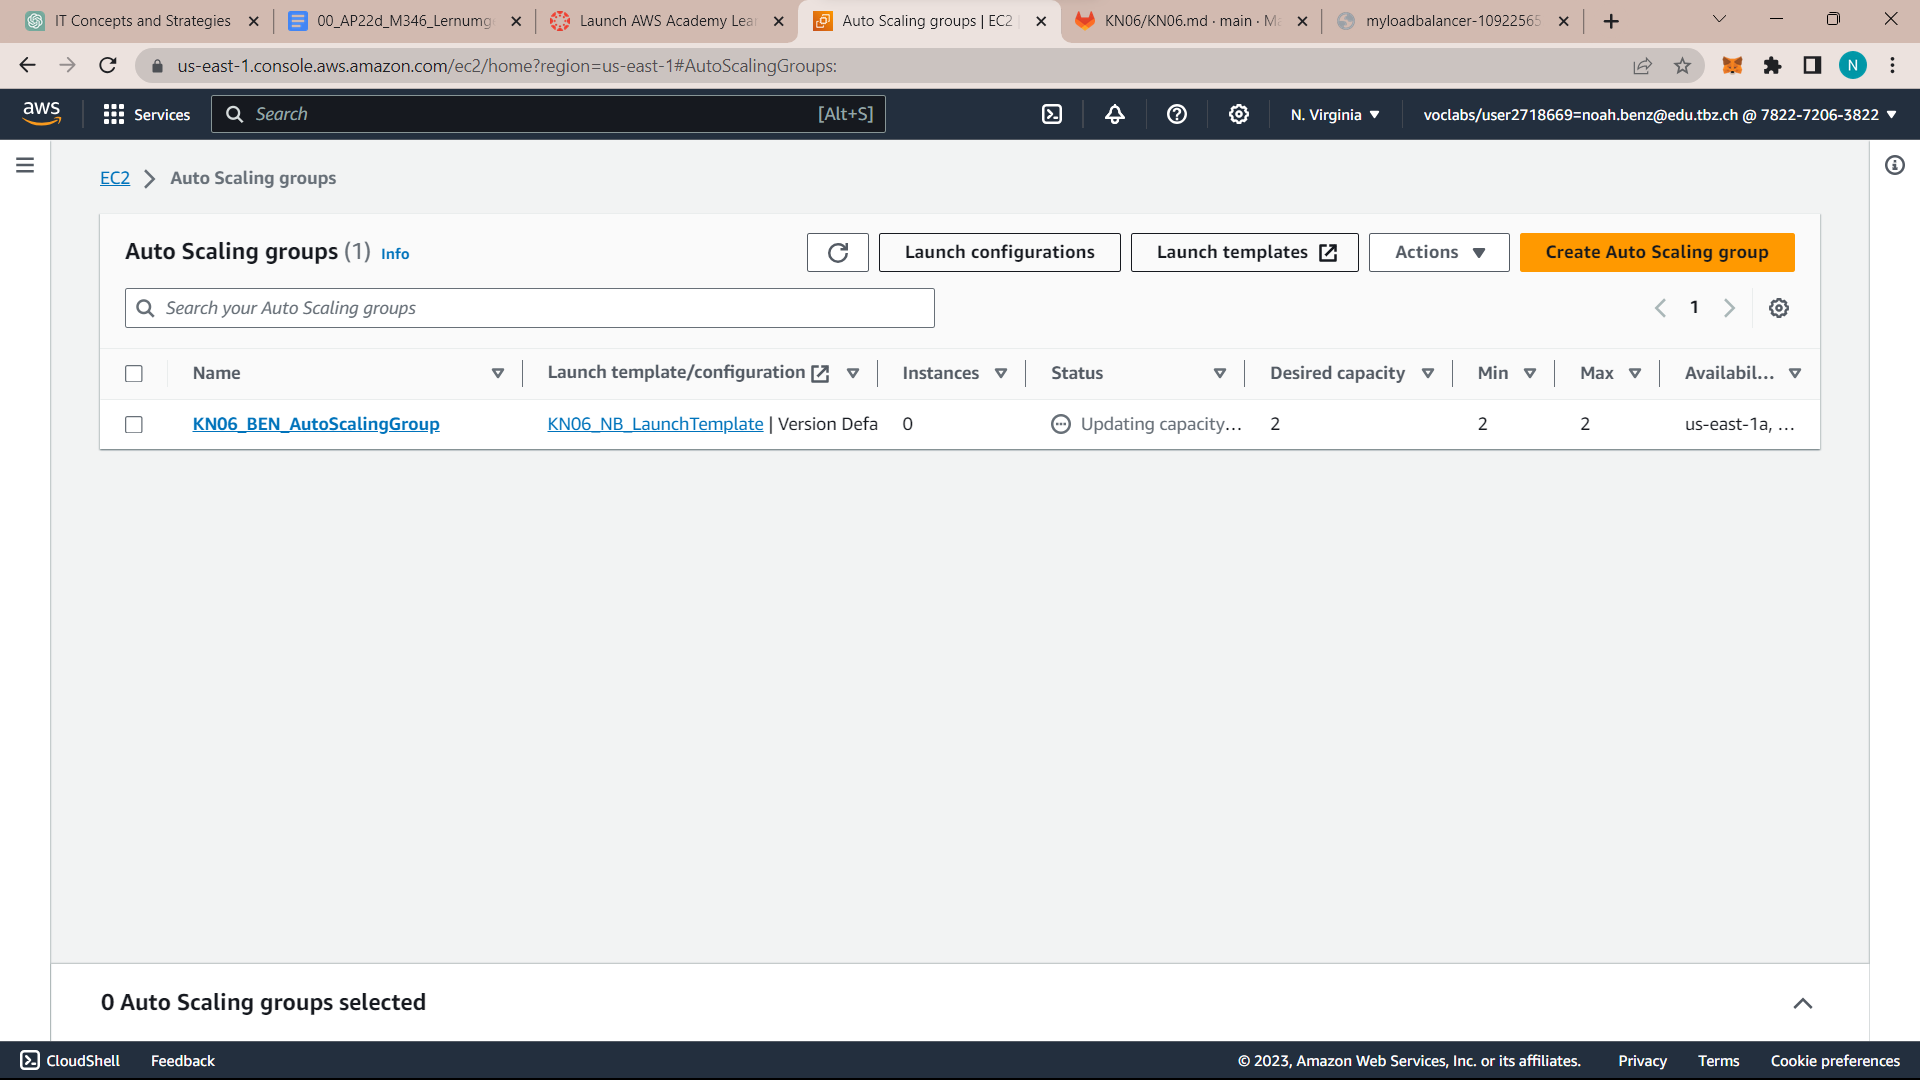 IT Concepts and Strategies
00_AP22d_M346_Lernumg
Launch AWS Academy Lea
Auto Scaling groups | EC2
KN06/KN06.md · main · Ma
myloadbalancer-10922565
us-east-1.console.aws.amazon.com/ec2/home?region=us-east-1#AutoScalingGroups:
N
aws
Services
Search
[Alt+S]
N. Virginia
voclabs/user2718669=noah.benz@edu.tbz.ch @ 7822-7206-3822
EC2
Auto Scaling groups
Auto Scaling groups (1) Info
Launch configurations
Launch templates
Actions
Create Auto Scaling group
Search your Auto Scaling groups
1
Name
Launch template/configuration
Instances
Status
Desired capacity
Min
Max
Availabil...
KN06_BEN_AutoScalingGroup
KN06_NB_LaunchTemplate | Version Defa
0
Updating capacity...
2
2
2
us-east-1a, ...
0 Auto Scaling groups selected
CloudShell
Feedback
© 2023, Amazon Web Services, Inc. or its affiliates.
Privacy
Terms
Cookie preferences